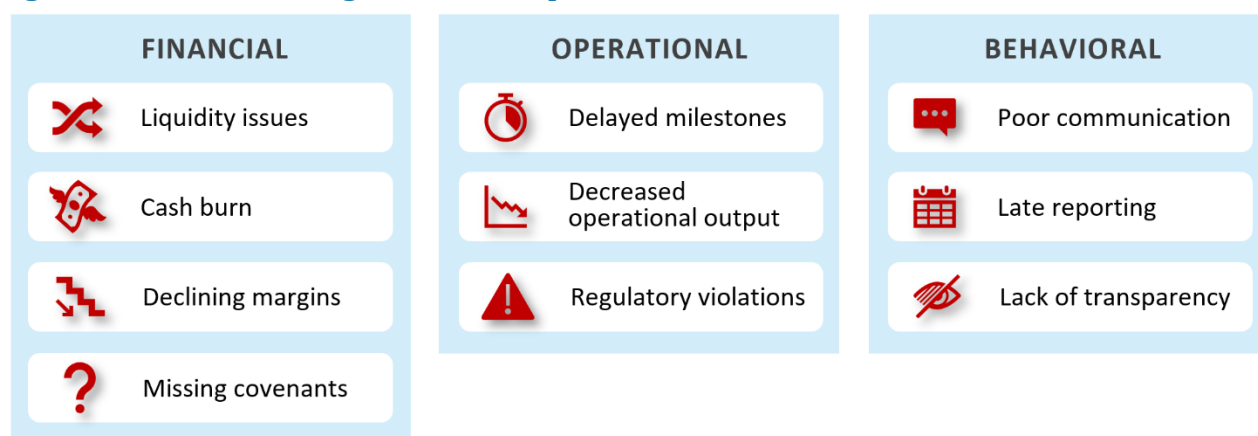 FINANCIAL
Liquidity issues
Cash burn
Declining margins
Missing covenants
OPERATIONAL
Delayed milestones
Decreased
operational output
Regulatory violations
BEHAVIORAL
Poor communication
Late reporting
Lack of transparency